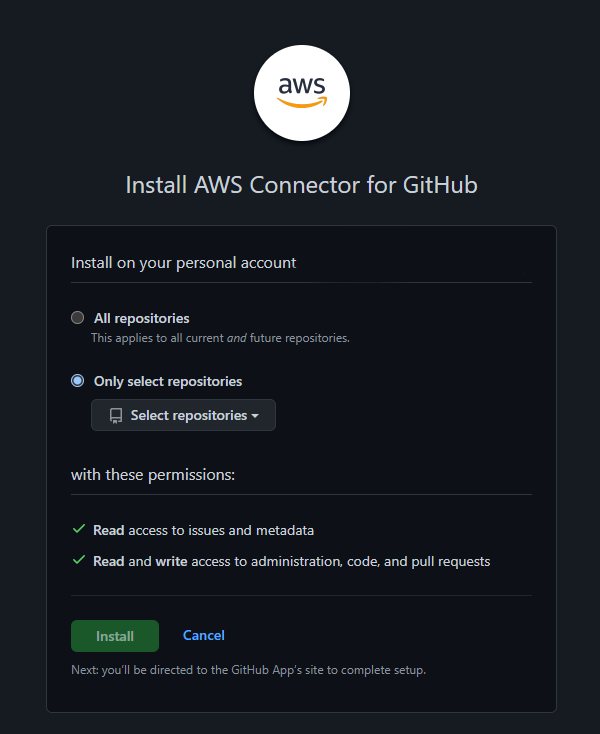 aws
Install AWS Connector for GitHub
Install on your personal account
All repositories
This applies to all current and future repositories.
Only select repositories
Select repositories
with these permissions:
Read access to issues and metadata
Read and write access to administration, code, and pull requests
Install Cancel
Next: you'll be directed to the GitHub App's site to complete setup.